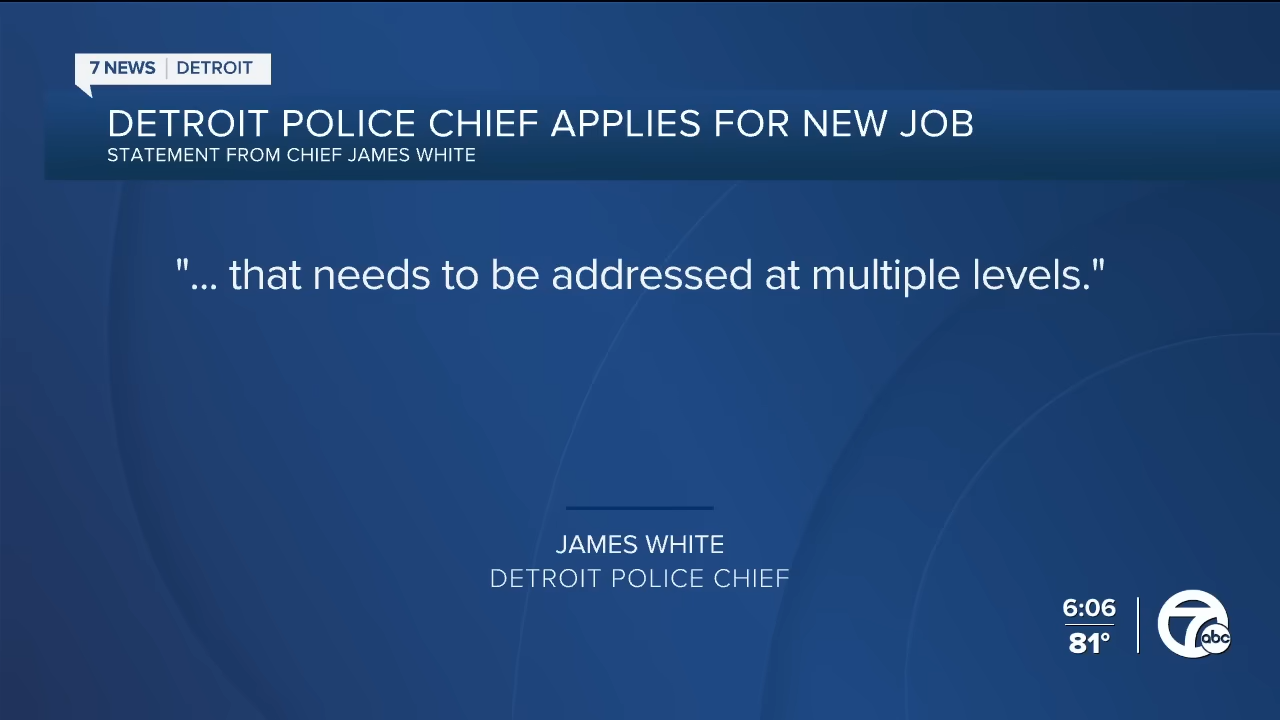 7 NEWS | DETROIT
DETROIT POLICE CHIEF APPLIES FOR NEW JOB
STATEMENT FROM CHIEF JAMES WHITE
"... that needs to be addressed at multiple levels."
JAMES WHITE
DETROIT POLICE CHIEF
6:06
81°
7 abc